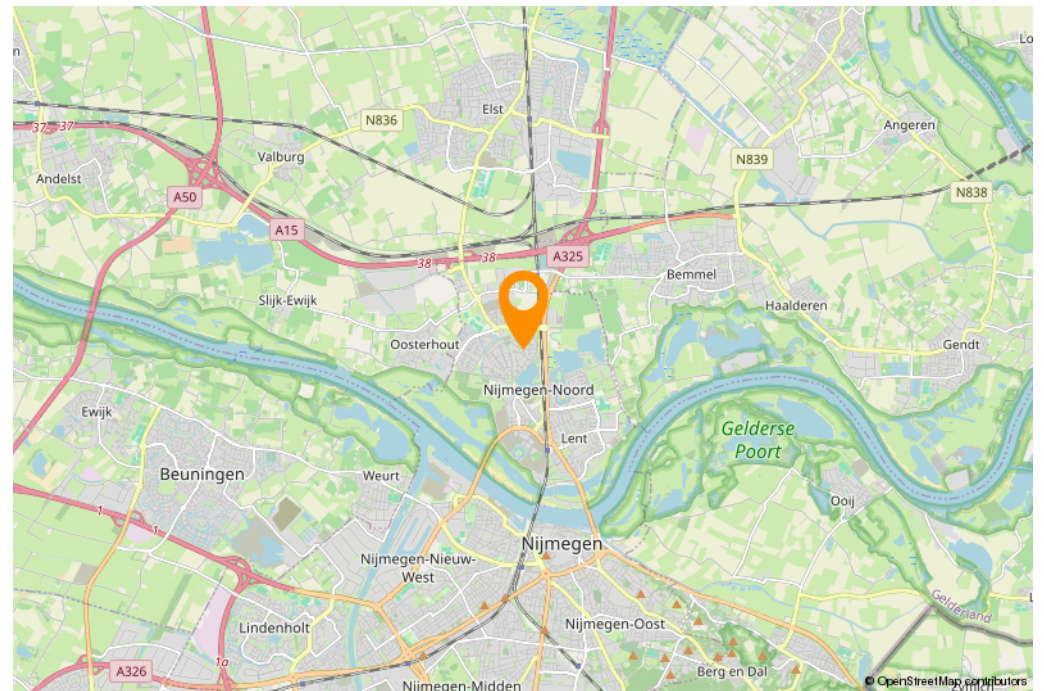 Elst
N836
Angeren
37
37
Valburg
N839
Andelst
A50
N838
A15
A325
38
38
Bemmel
Slijk-Ewijk
Haalderen
Oosterhout
Gendt
Nijmegen-Noord
Ewijk
Gelderse
Poort
Lent
Beuningen
Weurt
Ooij
1
1
Nijmegen
Nijmegen-Nieuw-
West
Gelderland
Lindenholt
Nijmegen-Oost
1a
A326
Berg en Dal
Nijmegen-Midden
© OpenStreetMap contributors